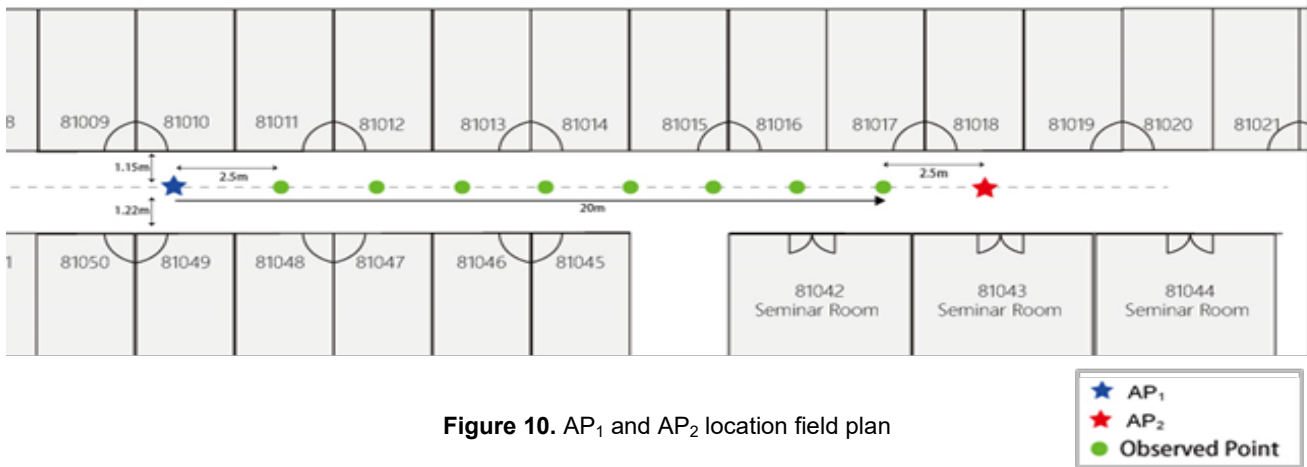 8 81009 81010 81011 81012 81013 81014 81015 81016 81017 81018 81019 81020 81021
1.15m
2.5m
2.5m
20m
1.22m
1 81050 81049 81048 81047 81046 81045
81042 81043 81044
Seminar Room Seminar Room Seminar Room
Figure 10. AP₁ and AP₂ location field plan
AP₁
AP₂
Observed Point